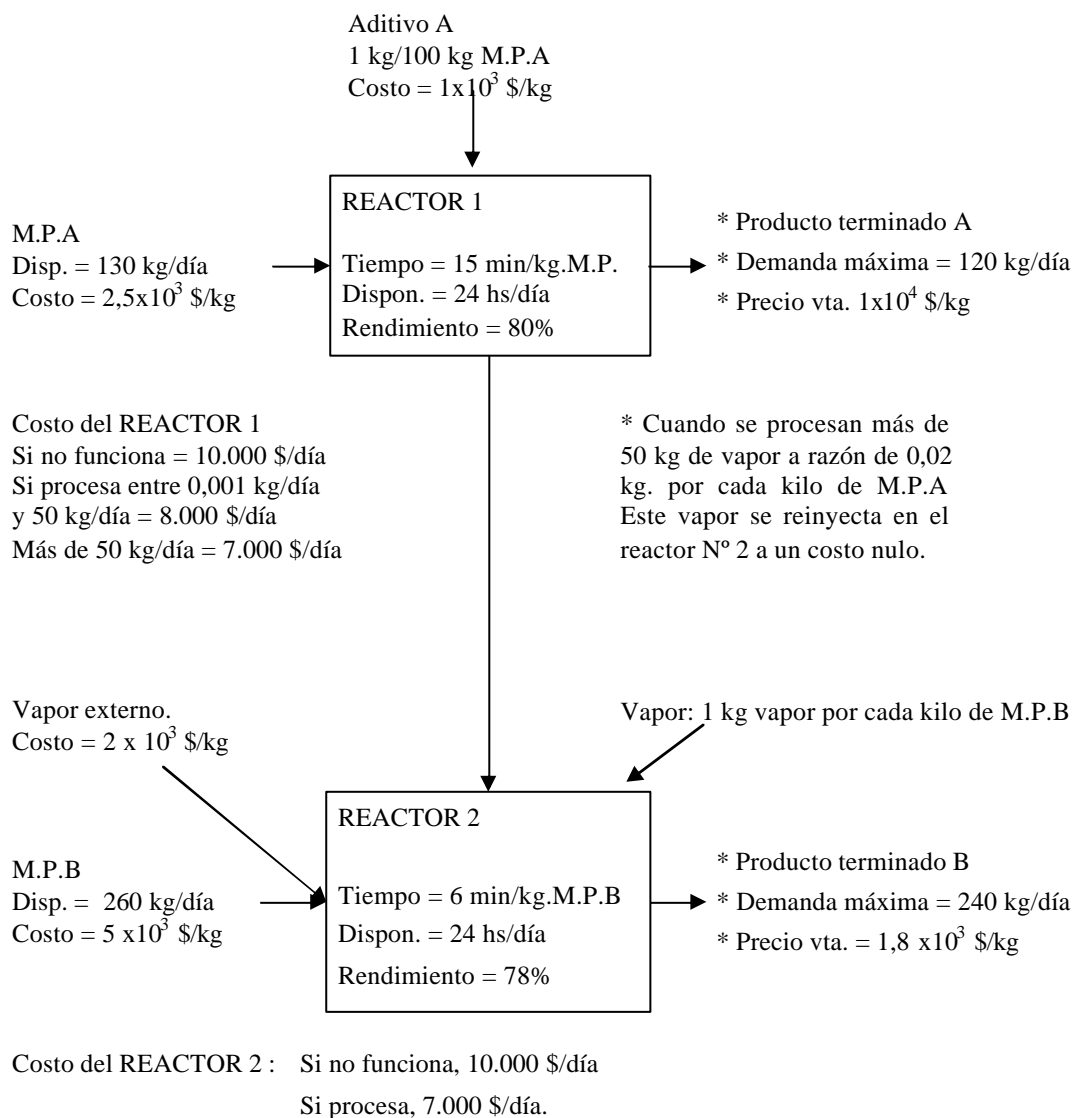 Aditivo A
1 kg/100 kg M.P.A
Costo = 1x10³ $/kg
REACTOR 1
Tiempo = 15 min/kg.M.P.
Dispon. = 24 hs/día
Rendimiento = 80%
M.P.A
Disp. = 130 kg/día
Costo = 2,5x10³ $/kg
* Producto terminado A
* Demanda máxima = 120 kg/día
* Precio vta. 1x10⁴ $/kg
Costo del REACTOR 1
Si no funciona = 10.000 $/día
Si procesa entre 0,001 kg/día
y 50 kg/día = 8.000 $/día
Más de 50 kg/día = 7.000 $/día
* Cuando se procesan más de
50 kg de vapor a razón de 0,02
kg. por cada kilo de M.P.A
Este vapor se reinyecta en el
reactor Nº 2 a un costo nulo.
Vapor externo.
Costo = 2 x 10³ $/kg
Vapor: 1 kg vapor por cada kilo de M.P.B
REACTOR 2
Tiempo = 6 min/kg.M.P.B
Dispon. = 24 hs/día
Rendimiento = 78%
M.P.B
Disp. = 260 kg/día
Costo = 5 x10³ $/kg
* Producto terminado B
* Demanda máxima = 240 kg/día
* Precio vta. = 1,8 x10³ $/kg
Costo del REACTOR 2 : Si no funciona, 10.000 $/día
Si procesa, 7.000 $/día.